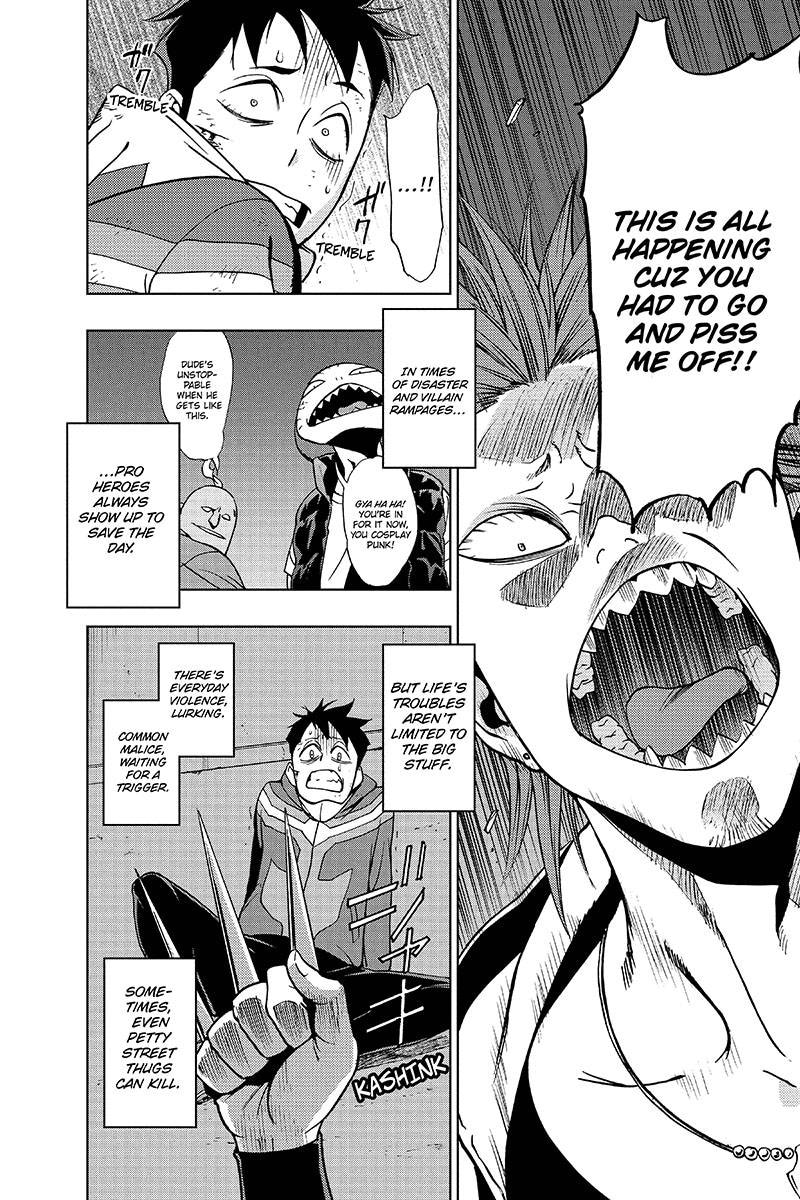 THIS IS ALL
HAPPENING
CUZ YOU
HAD TO GO
AND PISS
ME OFF!!
...!!
ガク
TREMBLE
ガク
TREMBLE
IN TIMES
OF DISASTER
AND VILLAIN
RAMPAGES...
GYA HA HA!
YOU'RE IN
FOR IT NOW,
YOU COSPLAY
PUNK!
DUDE'S
UNSTOP-
PABLE
WHEN HE
GETS LIKE
THIS.
...PRO
HEROES
ALWAYS
SHOW UP TO
SAVE THE
DAY.
BUT LIFE'S
TROUBLES
AREN'T
LIMITED TO
THE BIG
STUFF.
THERE'S
EVERYDAY
VIOLENCE,
LURKING.
COMMON
MALICE,
WAITING
FOR A
TRIGGER.
ジャキ
KASHINK
SOME-
TIMES,
EVEN
PETTY
STREET
THUGS
CAN KILL.